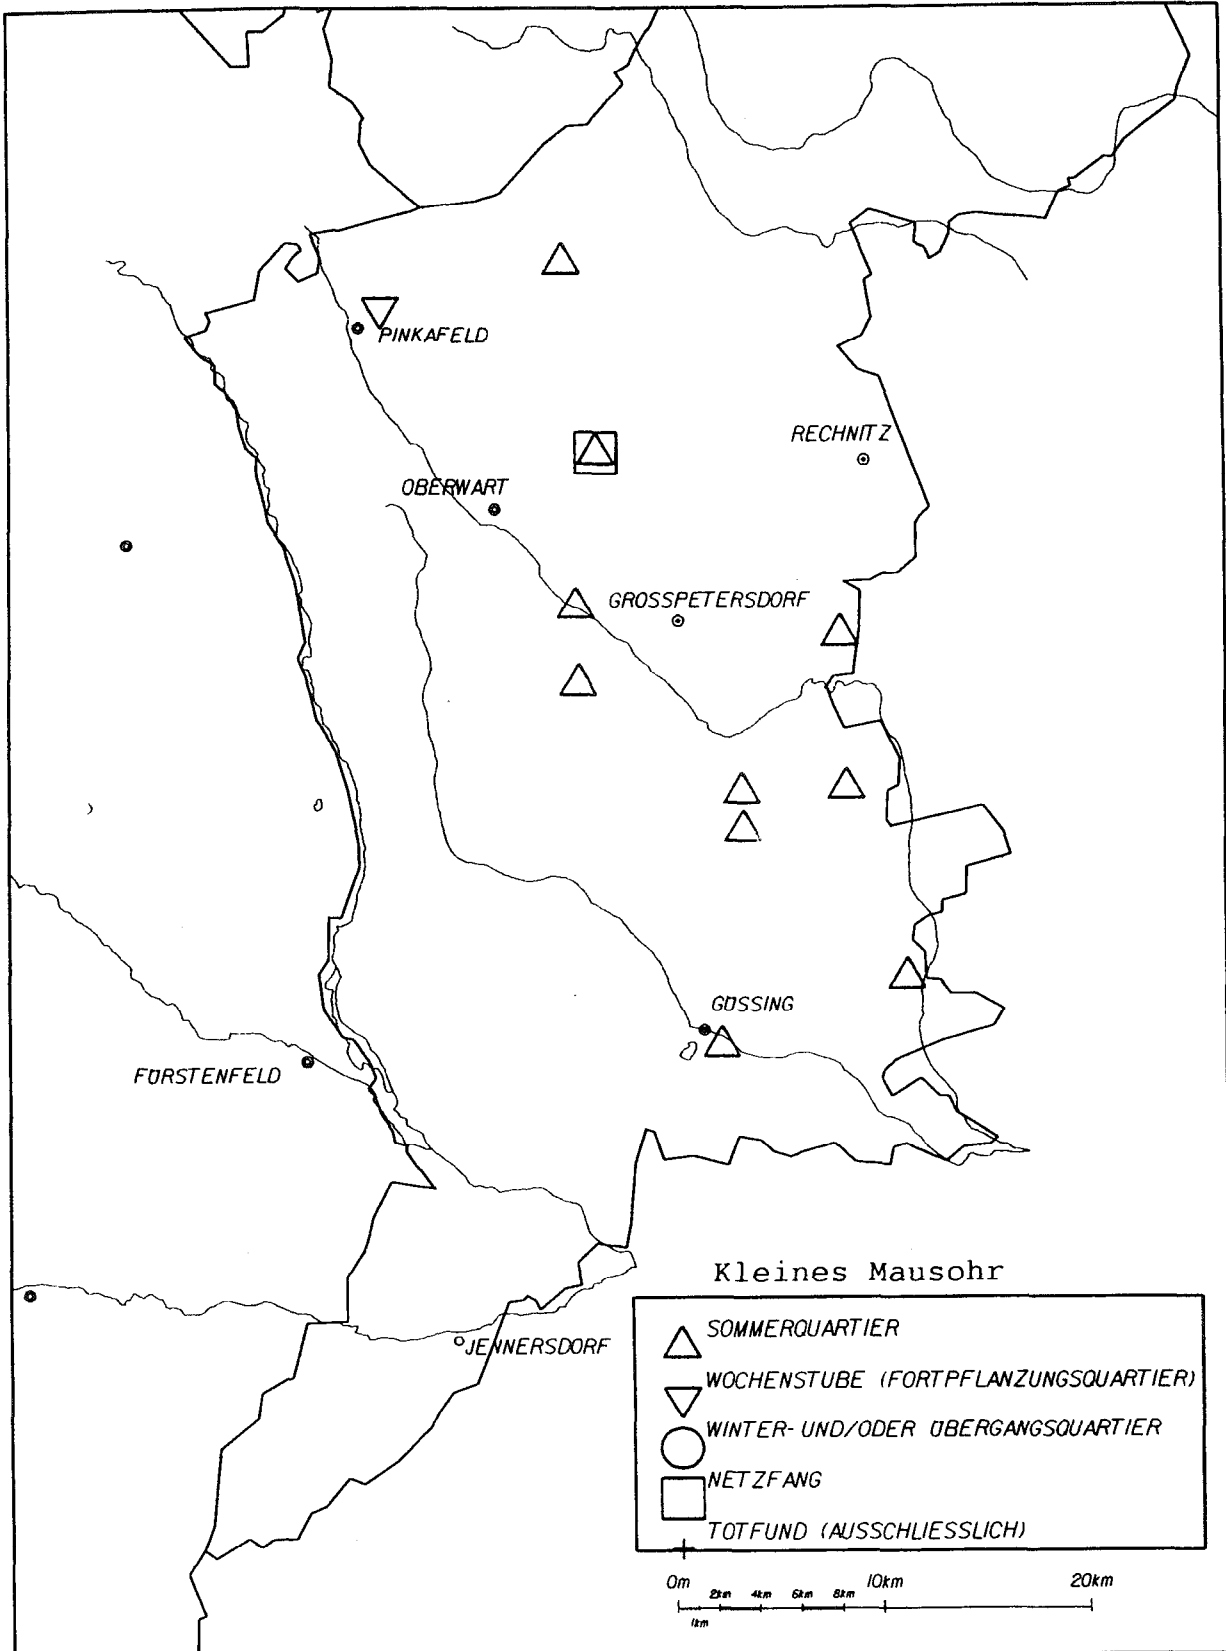 PINKAFELD
RECHNITZ
OBERWART
GROSSPETERSDORF
GÜSSING
FÜRSTENFELD
JENNERSDORF
Kleines Mausohr
SOMMERQUARTIER
WOCHENSTUBE (FORTPFLANZUNGSQUARTIER)
WINTER- UND/ODER ÜBERGANGSQUARTIER
NETZFANG
TOTFUND (AUSSCHLIESSLICH)
0m 2km 4km 6km 8km 10km 20km
1km